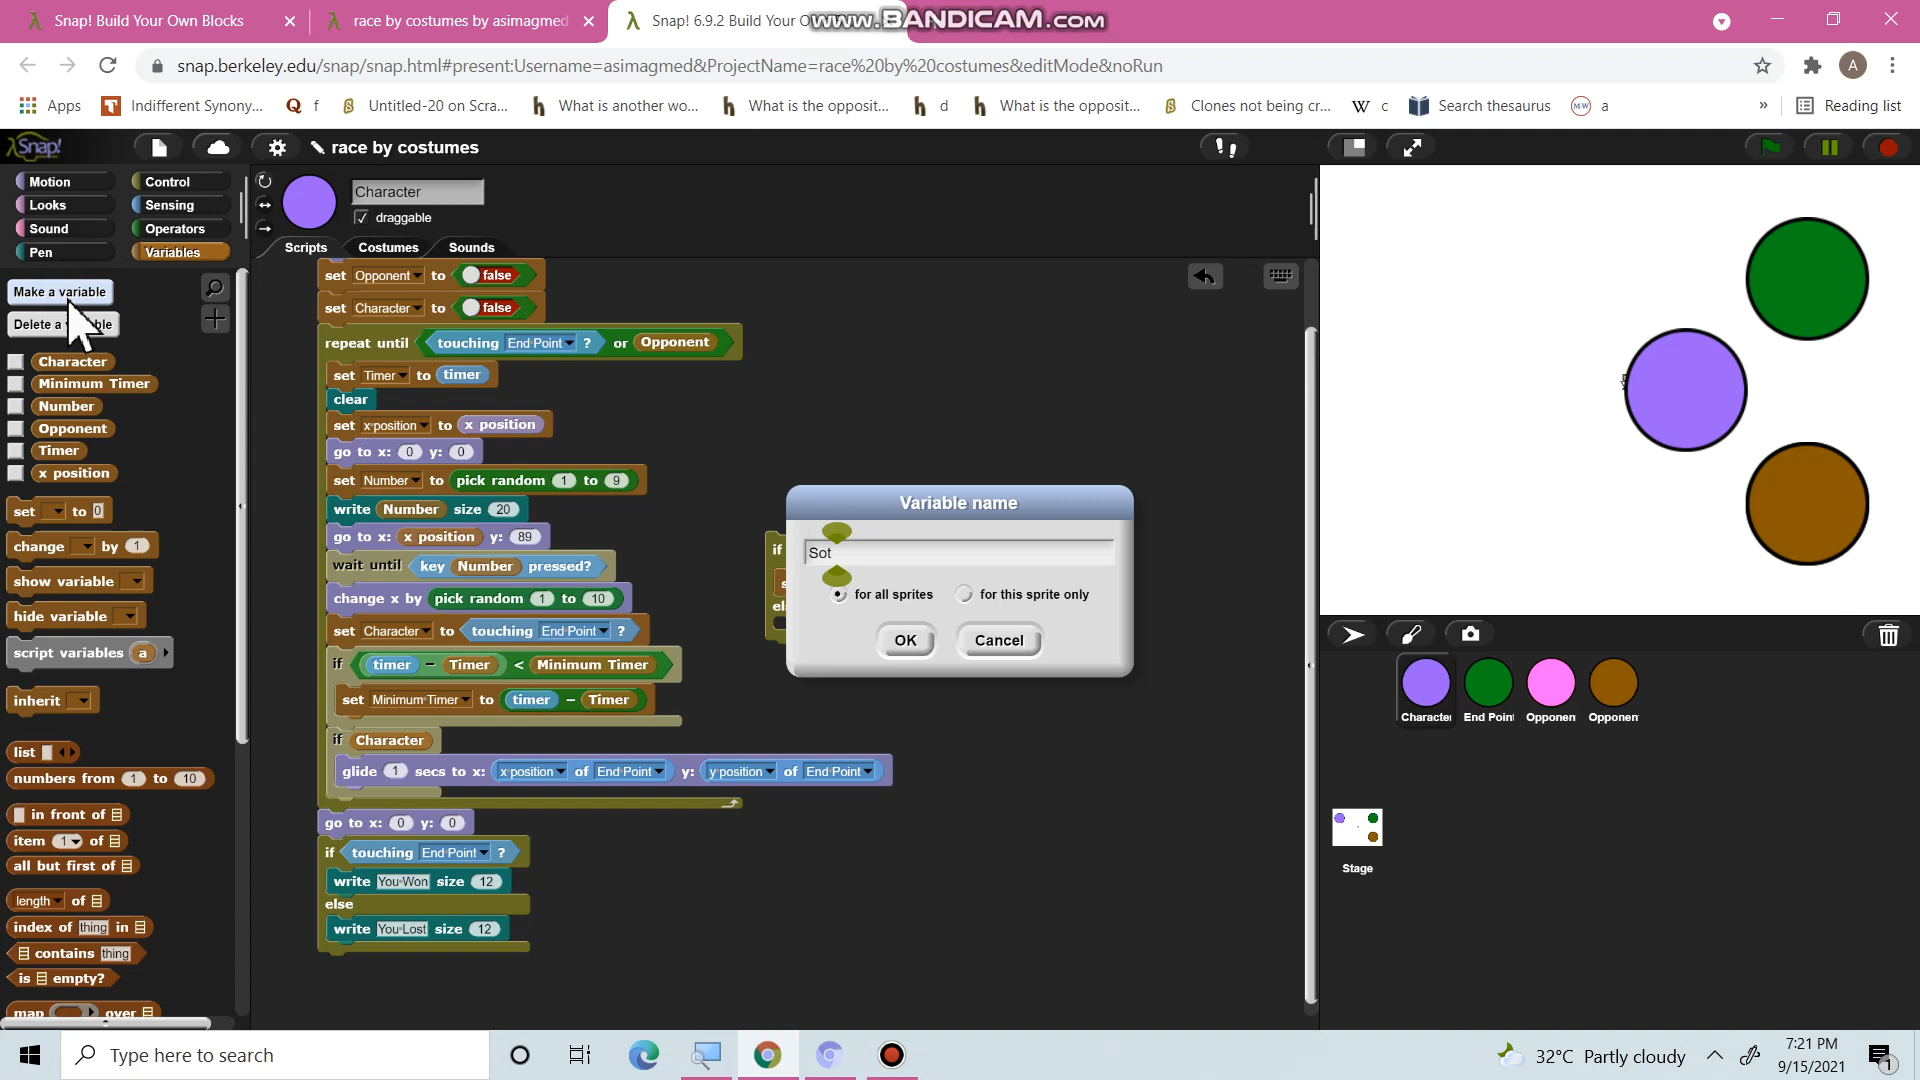 Snap! Build Your Own Blocks
race by costumes by asimagmed
Snap! 6.9.2 Build Your O
www.BANDICAM.com
snap.berkeley.edu/snap/snap.html#present:Username=asimagmed&ProjectName=race%20by%20costumes&editMode&noRun
A
Apps
Indifferent Synony...
f
Untitled-20 on Scra...
What is another wo...
What is the opposit...
d
What is the opposit...
Clones not being cr...
c
Search thesaurus
a
»
Reading list
Snap!
race by costumes
Motion
Control
Looks
Sensing
Sound
Operators
Pen
Variables
Make a variable
Delete a
Character
Minimum Timer
Number
Opponent
Timer
x position
set to 0
change by 1
show variable
hide variable
script variables a
inherit
list
numbers from 1 to 10
in front of
item 1 of
all but first of
length of
index of thing in
contains thing
is empty?
map over
Character
draggable
Scripts
Costumes
Sounds
set Opponent to false
set Character to false
repeat until touching End Point ? or Opponent
set Timer to timer
clear
set x position to x position
go to x: 0 y: 0
set Number to pick random 1 to 9
write Number size 20
go to x: x position y: 89
wait until key Number pressed?
change x by pick random 1 to 10
set Character to touching End Point ?
if timer − Timer < Minimum Timer
set Minimum Timer to timer − Timer
if Character
glide 1 secs to x: x position of End Point y: y position of End Point
go to x: 0 y: 0
if touching End Point ?
write You Won size 12
else
write You Lost size 12
if
Variable name
Sot
for all sprites
for this sprite only
OK
Cancel
Character
End Point
Opponen
Opponen
Stage
Type here to search
32°C Partly cloudy
7:21 PM
9/15/2021
1